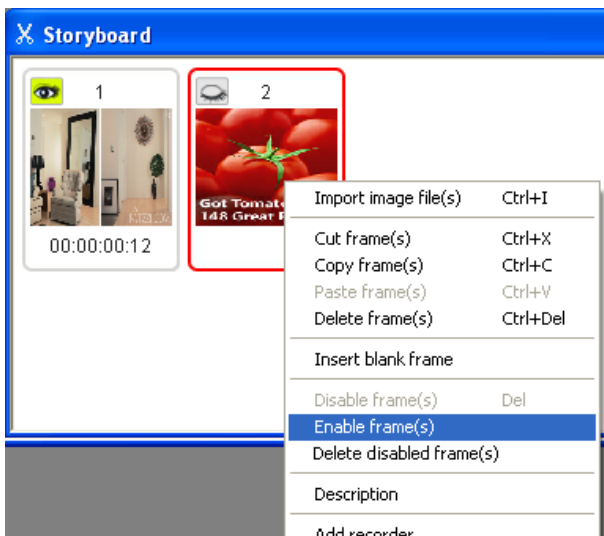 Storyboard
1
2
Got Tomat
148 Great
00:00:00:12
Import image file(s) Ctrl+I
Cut frame(s) Ctrl+X
Copy frame(s) Ctrl+C
Paste frame(s) Ctrl+V
Delete frame(s) Ctrl+Del
Insert blank frame
Disable frame(s) Del
Enable frame(s)
Delete disabled frame(s)
Description
Add recorder